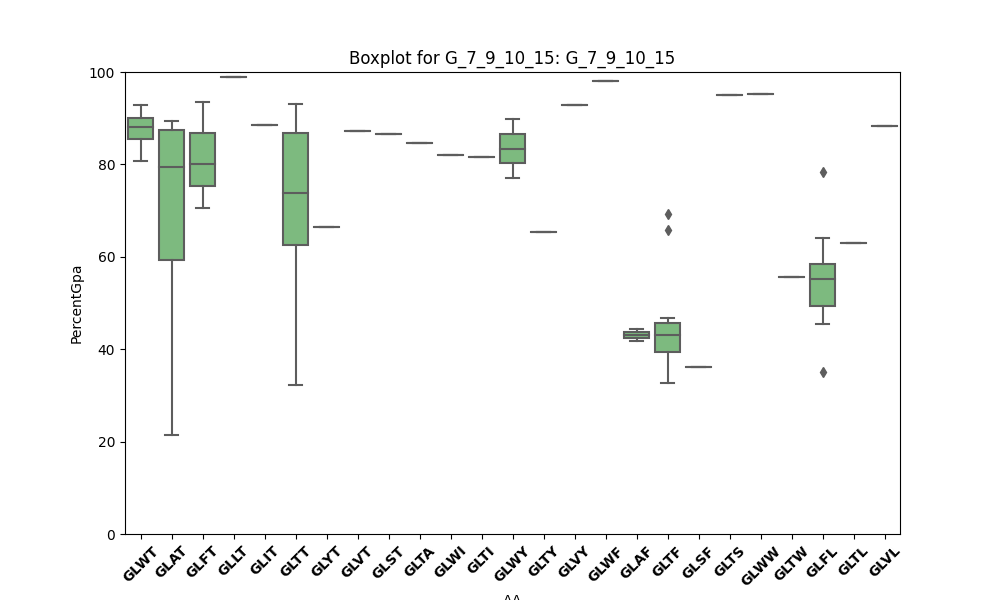 Boxplot for G_7_9_10_15: G_7_9_10_15
100
80
60
40
20
0
PercentGpa
GLWT GLAT GLFT GLLT GLIT GLTT GLYT GLVT GLST GLTA GLWI GLTI GLWY GLTY GLVY GLWF GLAF GLTF GLSF GLTS GLWW GLTW GLFL GLTL GLVL
AA